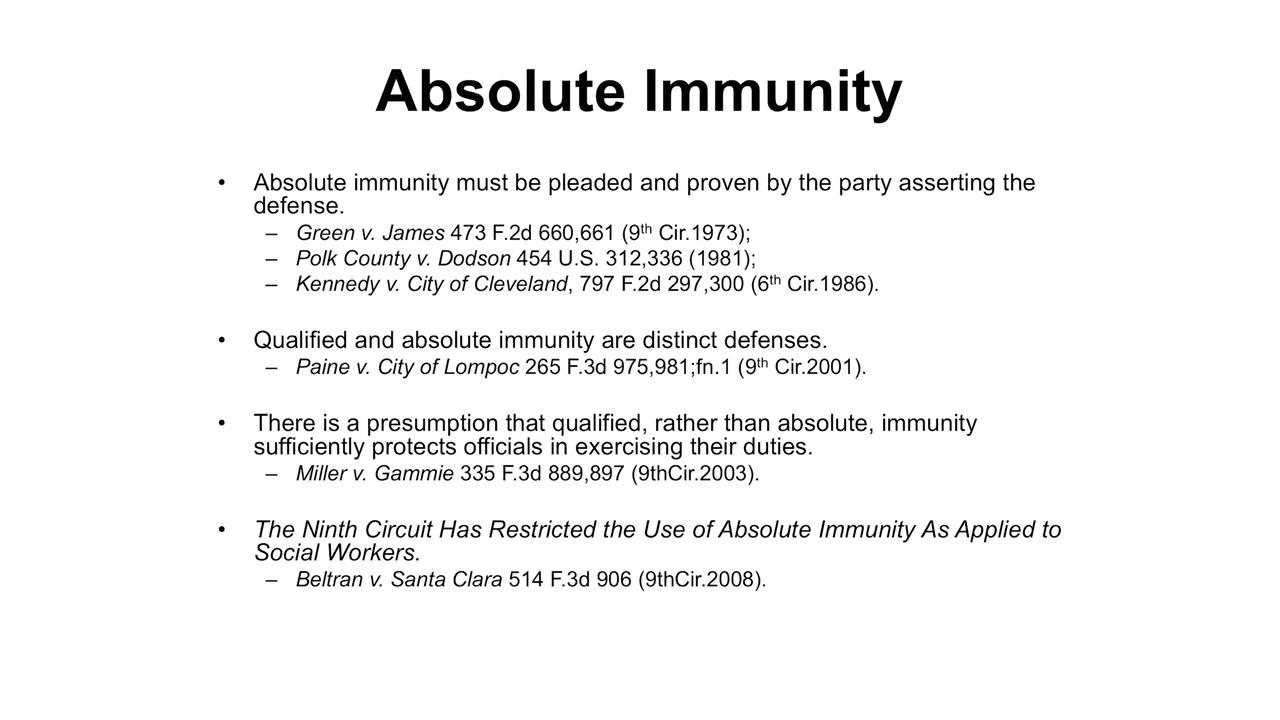 Absolute Immunity
• Absolute immunity must be pleaded and proven by the party asserting the
defense.
– Green v. James 473 F.2d 660,661 (9th Cir.1973);
– Polk County v. Dodson 454 U.S. 312,336 (1981);
– Kennedy v. City of Cleveland, 797 F.2d 297,300 (6th Cir.1986).
• Qualified and absolute immunity are distinct defenses.
– Paine v. City of Lompoc 265 F.3d 975,981;fn.1 (9th Cir.2001).
• There is a presumption that qualified, rather than absolute, immunity
sufficiently protects officials in exercising their duties.
– Miller v. Gammie 335 F.3d 889,897 (9thCir.2003).
• The Ninth Circuit Has Restricted the Use of Absolute Immunity As Applied to
Social Workers.
– Beltran v. Santa Clara 514 F.3d 906 (9thCir.2008).